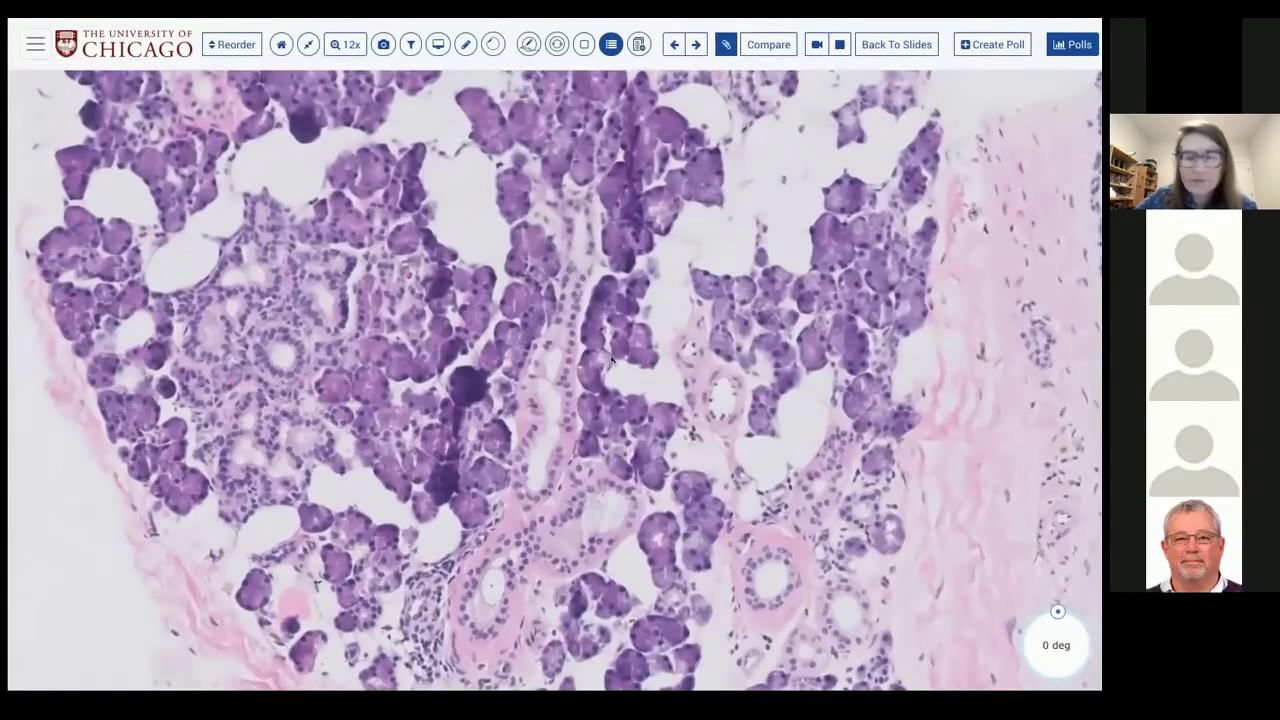 THE UNIVERSITY OF
CHICAGO
Reorder
12x
Compare
Back To Slides
Create Poll
Polls
0 deg